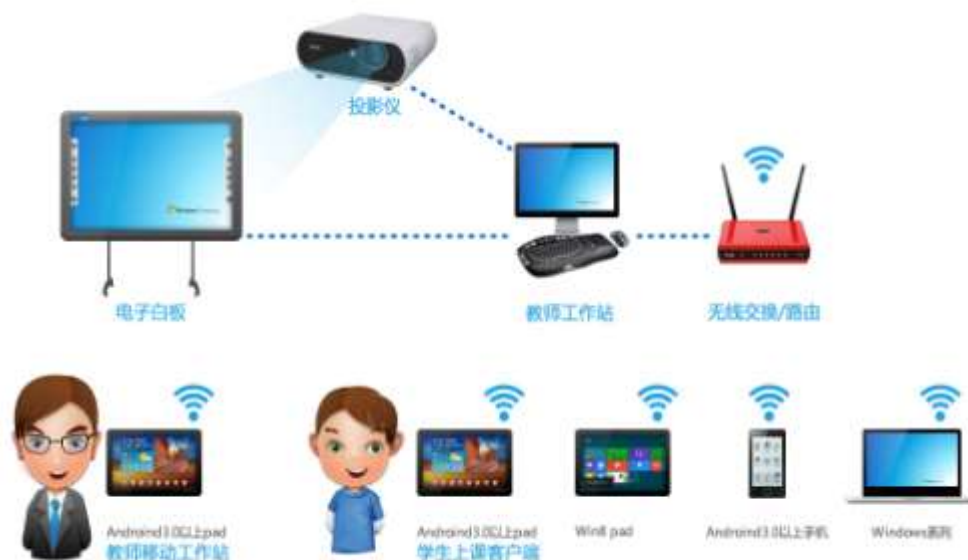 投影仪
电子白板
教师工作站
无线交换/路由
Androind3.0以上pad
教师移动工作站
Androind3.0以上pad
学生上课客户端
Win8 pad
Androind3.0以上手机
Windows系列